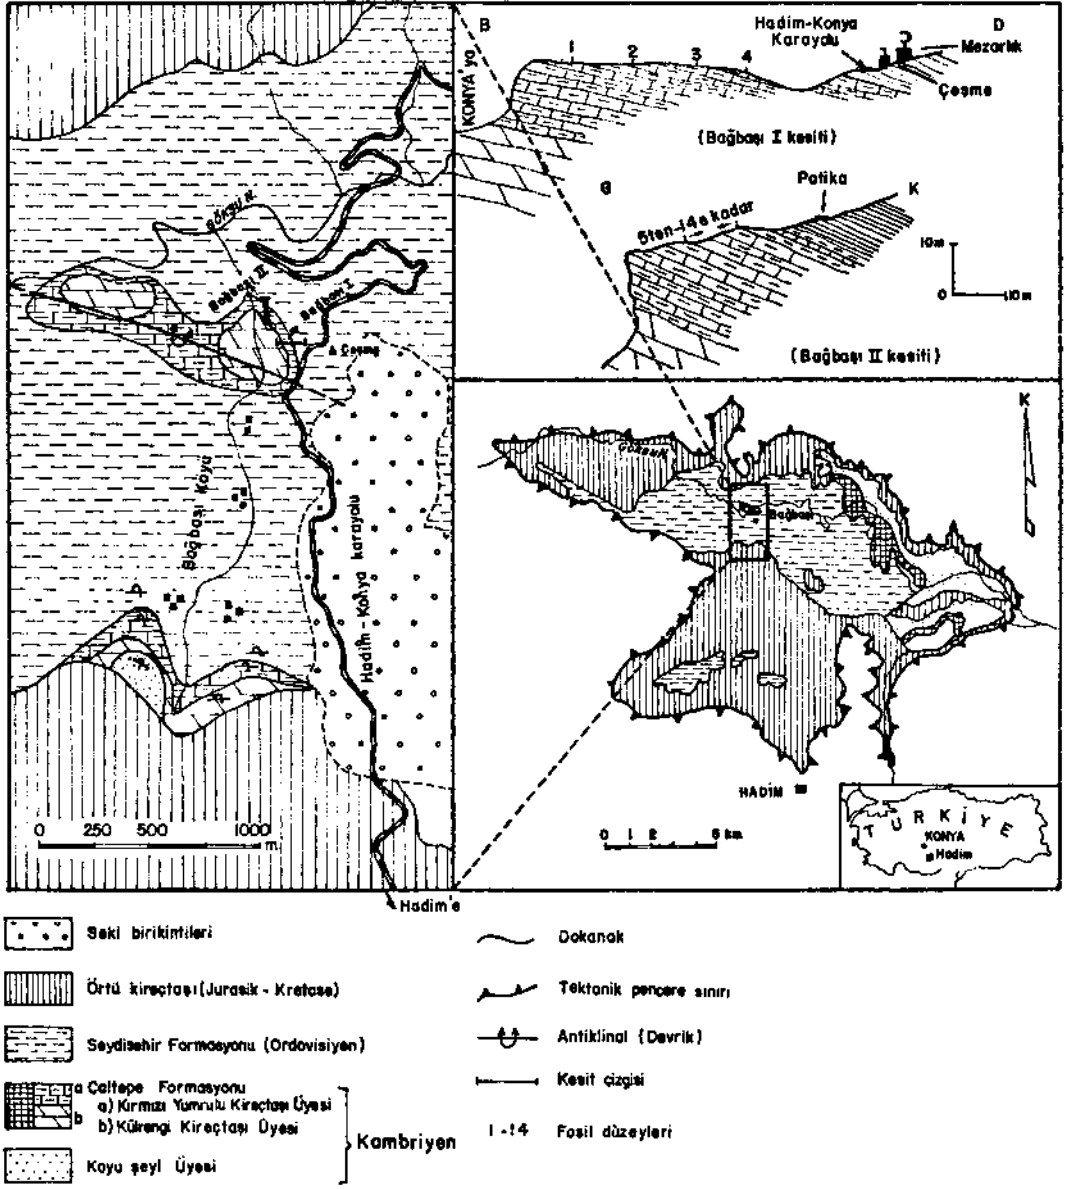 KONYA'ya
GÖKSU N.
Bağbaşı II
Bağbaşı I
Çeşme
Bağbaşı Köyü
Hadim-Konya karayolu
0 250 500 1000 m.
Hadim'e
B
D
Hadim-Konya
Karayolu
1 2 3 4
Mezarlık
Çeşme
(Bağbaşı I kesiti)
G
K
Patika
5ten-14e kadar
10m
0
10m
(Bağbaşı II kesiti)
K
Bağbaşı
HADİM
0 1 2 6 km
TÜRKİYE
KONYA
Hadim
Seki birikintileri
Örtü kireçtaşı (Jurasik - Kretase)
Seydişehir Formasyonu (Ordovisiyen)
a Çaltepe Formasyonu
a) Kırmızı Yumrulu Kireçtaşı Üyesi
b
b) Kükrengi Kireçtaşı Üyesi
Kambriyen
Koyu şeyl Üyesi
Dokanak
Tektonik pencere sınırı
Antiklinal (Devrik)
Kesit çizgisi
1-14 Fosil düzeyleri